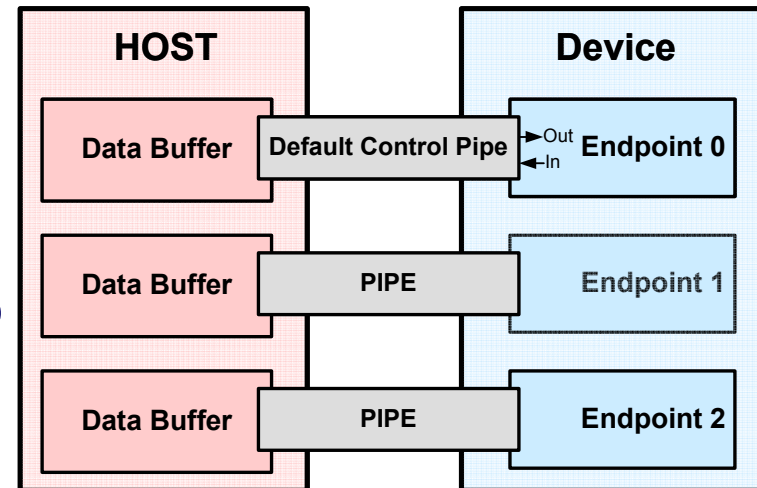 HOST
Device
Data Buffer
Default Control Pipe
Out
In
Endpoint 0
Data Buffer
PIPE
Endpoint 1
Data Buffer
PIPE
Endpoint 2
)